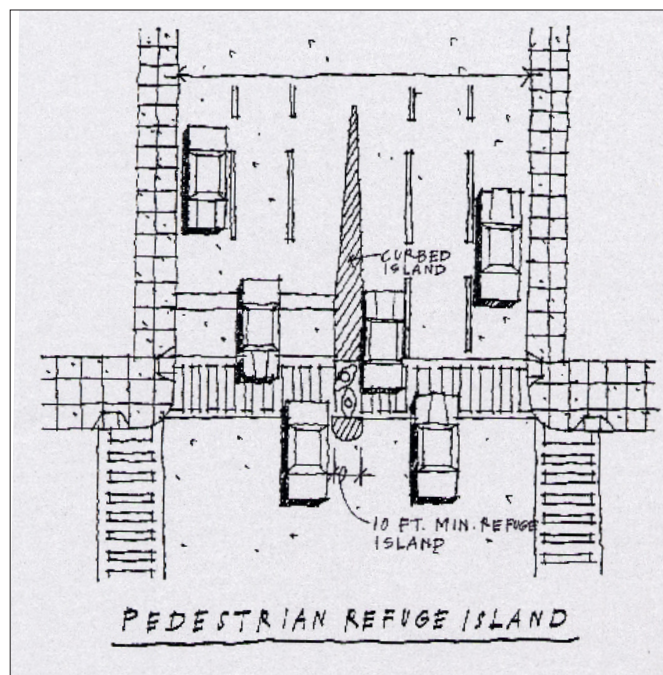 CURBED
ISLAND
10 FT. MIN. REFUGE
ISLAND
PEDESTRIAN REFUGE ISLAND